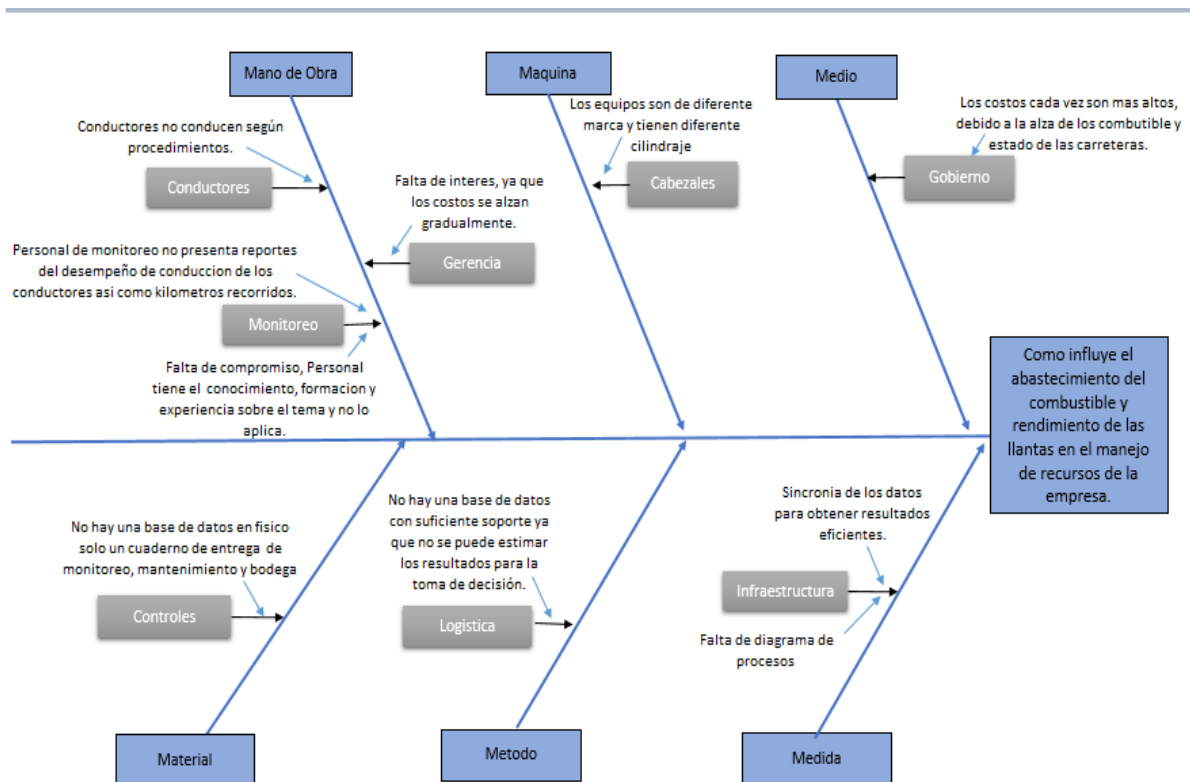 Mano de Obra
Maquina
Medio
Conductores no conducen según
procedimientos.
Conductores
Falta de interes, ya que
los costos se alzan
gradualmente.
Gerencia
Personal de monitoreo no presenta reportes
del desempeño de conduccion de los
conductores asi como kilometros recorridos.
Monitoreo
Falta de compromiso, Personal
tiene el conocimiento, formacion y
experiencia sobre el tema y no lo
aplica.
Los equipos son de diferente
marca y tienen diferente
cilindraje
Cabezales
Los costos cada vez son mas altos,
debido a la alza de los combutible y
estado de las carreteras.
Gobierno
Como influye el
abastecimiento del
combustible y
rendimiento de las
llantas en el manejo
de recursos de la
empresa.
No hay una base de datos en fisico
solo un cuaderno de entrega de
monitoreo, mantenimiento y bodega
Controles
No hay una base de datos
con suficiente soporte ya
que no se puede estimar
los resultados para la
toma de decisión.
Logistica
Sincronia de los datos
para obtener resultados
eficientes.
Infraestructura
Falta de diagrama de
procesos
Material
Metodo
Medida